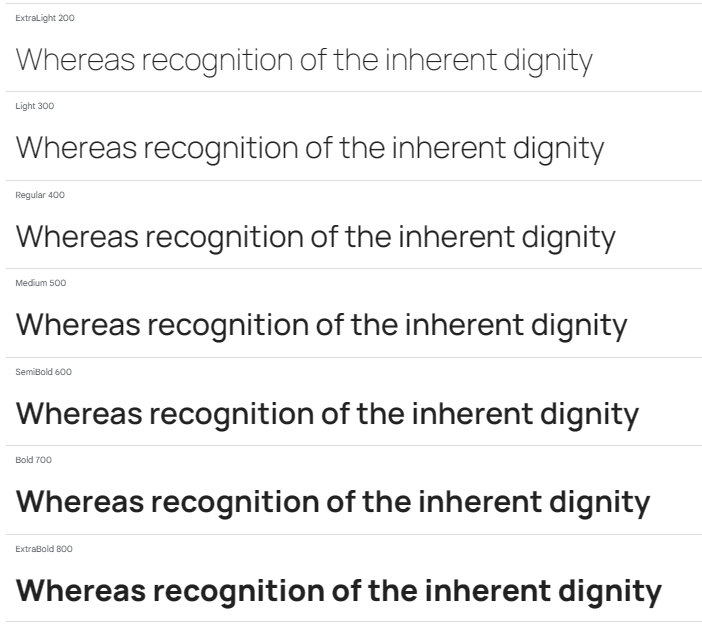 ExtraLight 200
Whereas recognition of the inherent dignity
Light 300
Whereas recognition of the inherent dignity
Regular 400
Whereas recognition of the inherent dignity
Medium 500
Whereas recognition of the inherent dignity
SemiBold 600
Whereas recognition of the inherent dignity
Bold 700
Whereas recognition of the inherent dignity
ExtraBold 800
Whereas recognition of the inherent dignity